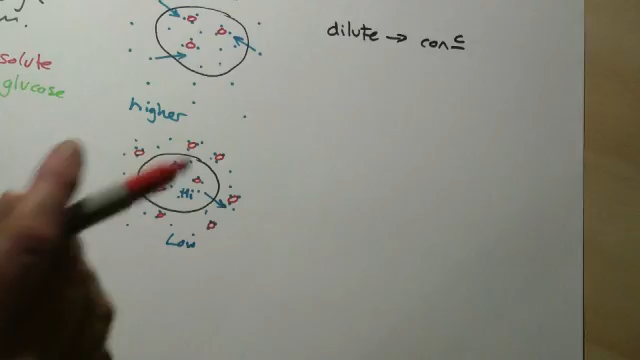 m.
solute
glucose
higher
Hi
Low
dilute → conc